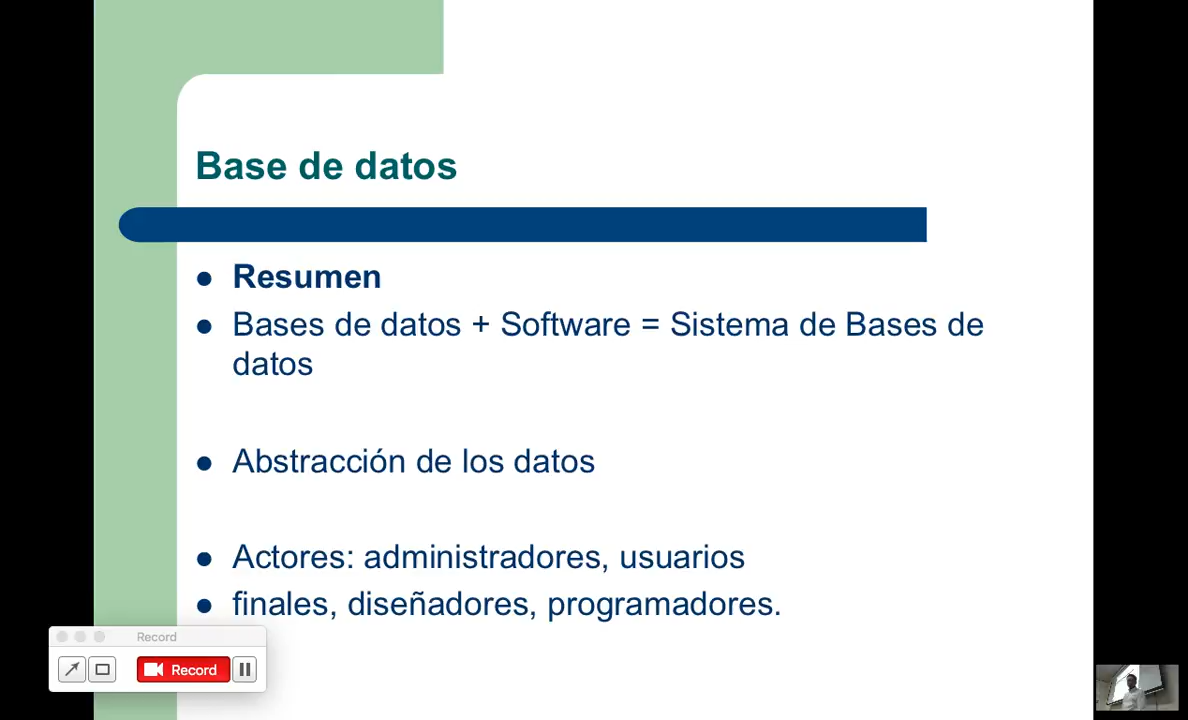 Base de datos
Resumen
Bases de datos + Software = Sistema de Bases de
datos
Abstracción de los datos
Actores: administradores, usuarios
finales, diseñadores, programadores.
Record
Record